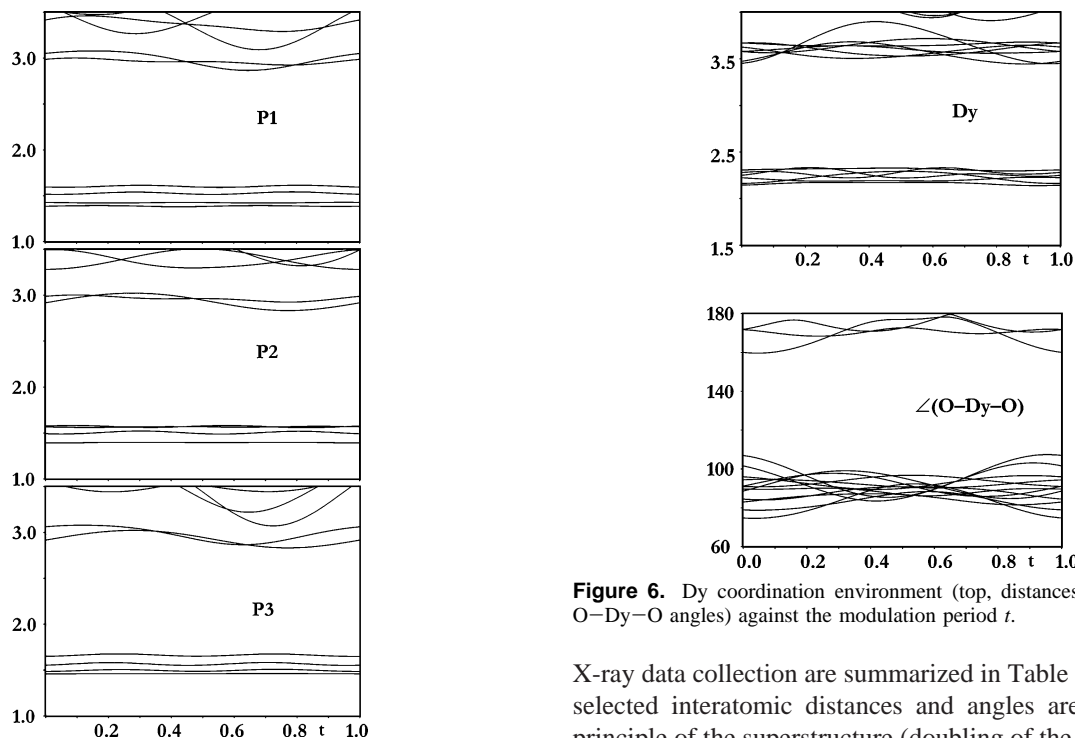 3.0
P1
2.0
1.0
3.0
P2
2.0
1.0
3.0
P3
2.0
1.0
0.2 0.4 0.6 t 0.8 1.0
3.5
Dy
2.5
1.5
0.2 0.4 0.6 0.8 t 1.0
180
140
∠(O–Dy–O)
100
60
0.0 0.2 0.4 0.6 0.8 t 1.0
Figure 6. Dy coordination environment (top, distances
O−Dy−O angles) against the modulation period t.
X-ray data collection are summarized in Table
selected interatomic distances and angles are
principle of the superstructure (doubling of the